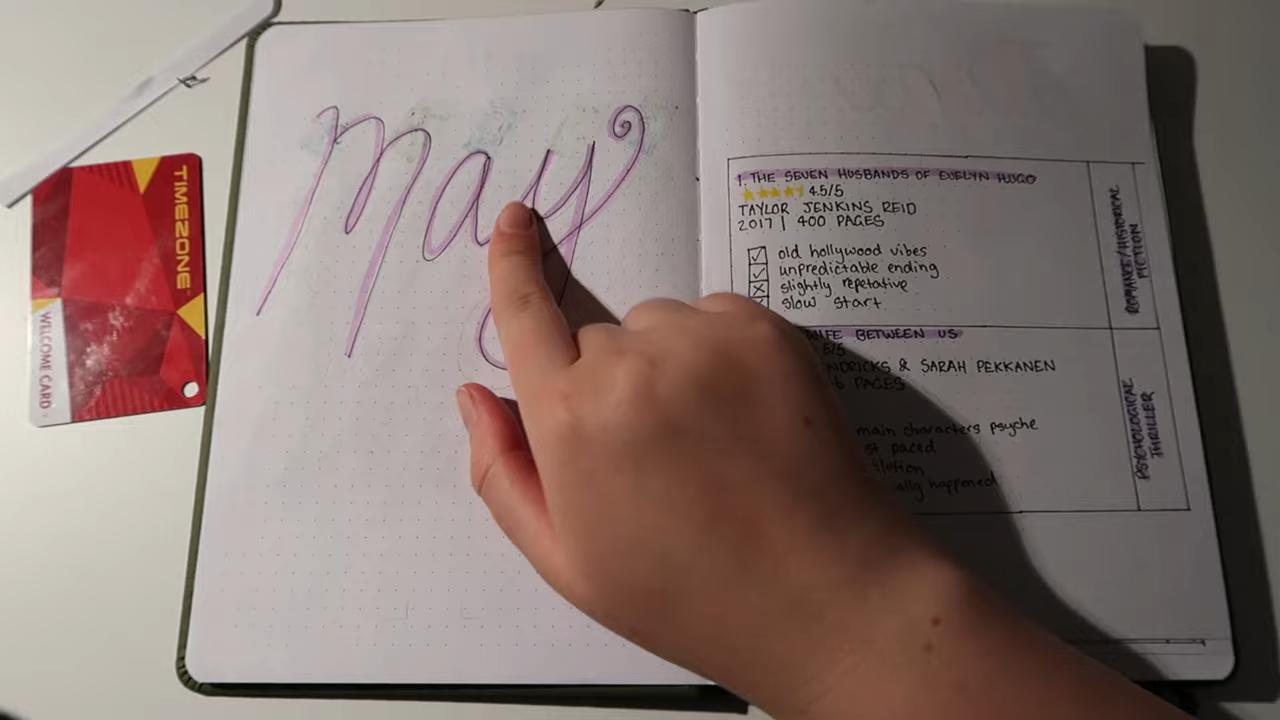 TIMEZONE
WELCOME CARD
may
1. THE SEVEN HUSBANDS OF EVELYN HUGO
4.5/5
TAYLOR JENKINS REID
2017 | 400 PAGES
old hollywood vibes
unpredictable ending
slightly repetative
slow start
ROMANCE/HISTORICAL
FICTION
BETWEEN US
/5
& SARAH PEKKANEN
PAGES
main characters psyche
paced
happened
PSYCHOLOGICAL
THRILLER